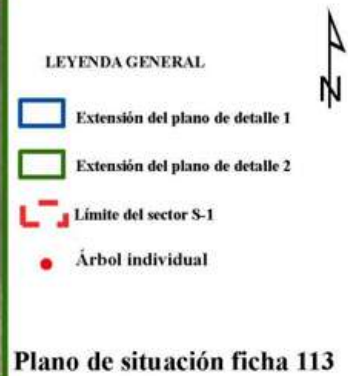 N
LEYENDA GENERAL
Extensión del plano de detalle 1
Extensión del plano de detalle 2
Límite del sector S-1
Árbol individual
Plano de situación ficha 113